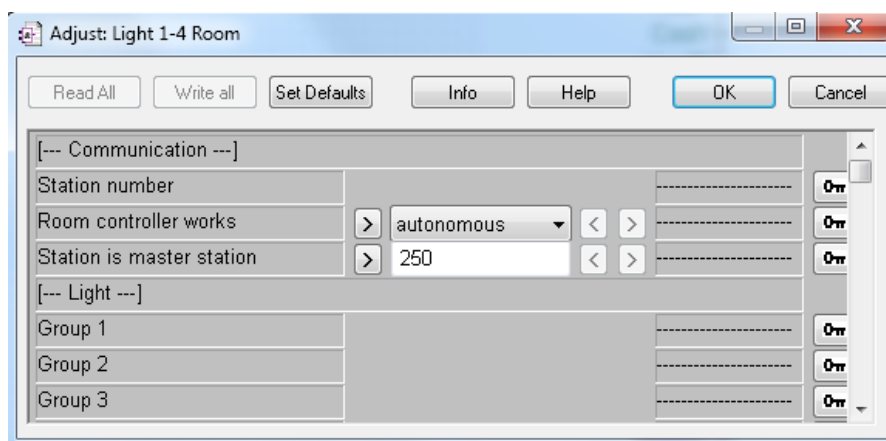 Adjust: Light 1-4 Room
Read All Write all Set Defaults Info Help OK Cancel
[--- Communication ---]
Station number ----------------------
Room controller works > autonomous < > ----------------------
Station is master station > 250 < > ----------------------
[--- Light ---]
Group 1 ----------------------
Group 2 ----------------------
Group 3 ----------------------